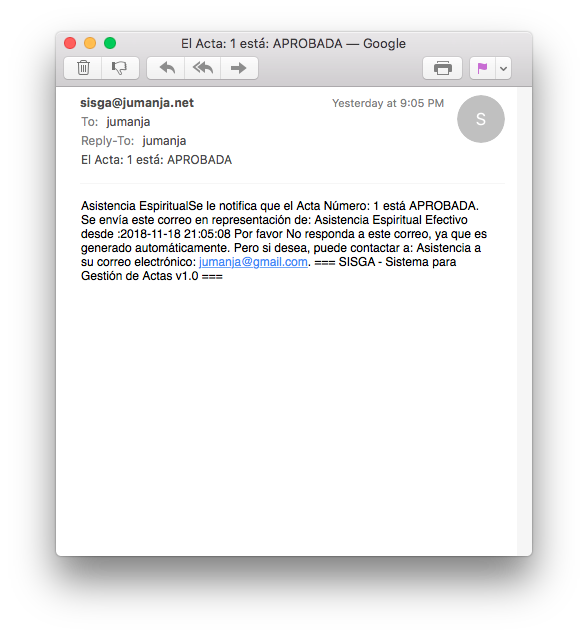 El Acta: 1 está: APROBADA — Google
sisga@jumanja.net
Yesterday at 9:05 PM
S
To: jumanja
Reply-To: jumanja
El Acta: 1 está: APROBADA
Asistencia EspiritualSe le notifica que el Acta Número: 1 está APROBADA.
Se envía este correo en representación de: Asistencia Espiritual Efectivo
desde :2018-11-18 21:05:08 Por favor No responda a este correo, ya que es
generado automáticamente. Pero si desea, puede contactar a: Asistencia a
su correo electrónico: jumanja@gmail.com. === SISGA - Sistema para
Gestión de Actas v1.0 ===